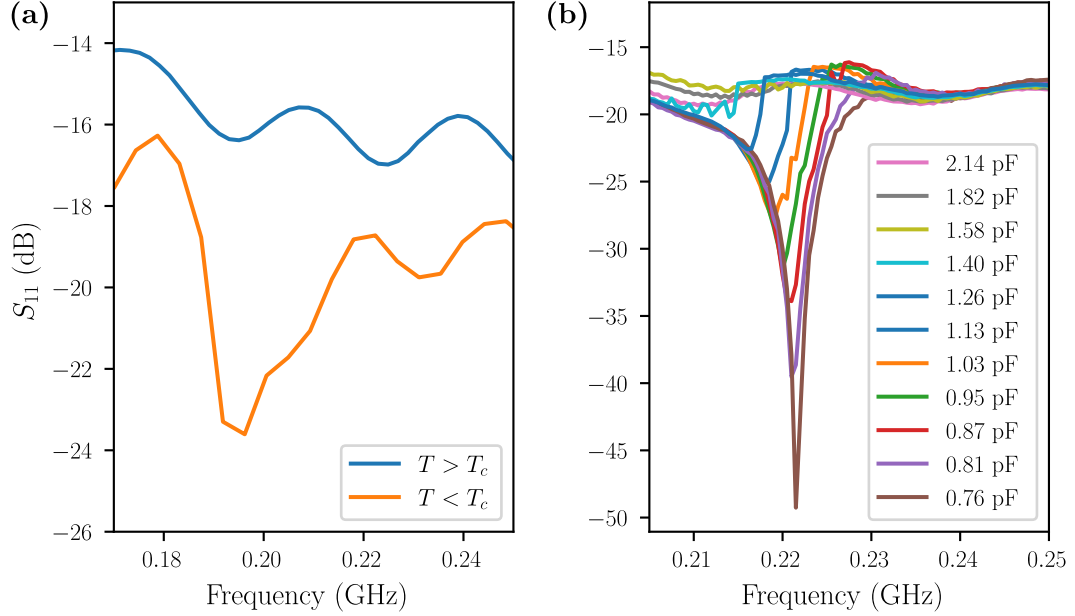 (a)
−14
−16
−18
−20
−22
−24
−26
S11 (dB)
0.18
0.20
0.22
0.24
Frequency (GHz)
T > Tc
T < Tc
(b)
−15
−20
−25
−30
−35
−40
−45
−50
0.21
0.22
0.23
0.24
0.25
Frequency (GHz)
2.14 pF
1.82 pF
1.58 pF
1.40 pF
1.26 pF
1.13 pF
1.03 pF
0.95 pF
0.87 pF
0.81 pF
0.76 pF